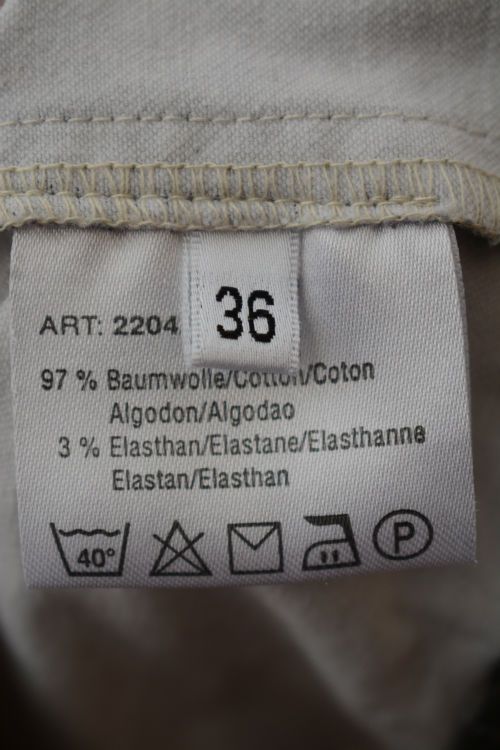 36
ART: 2204
97 % Baumwolle/Cotton/Coton
Algodon/Algodao
3 % Elasthan/Elastane/Elasthanne
Elastan/Elasthan
40° P